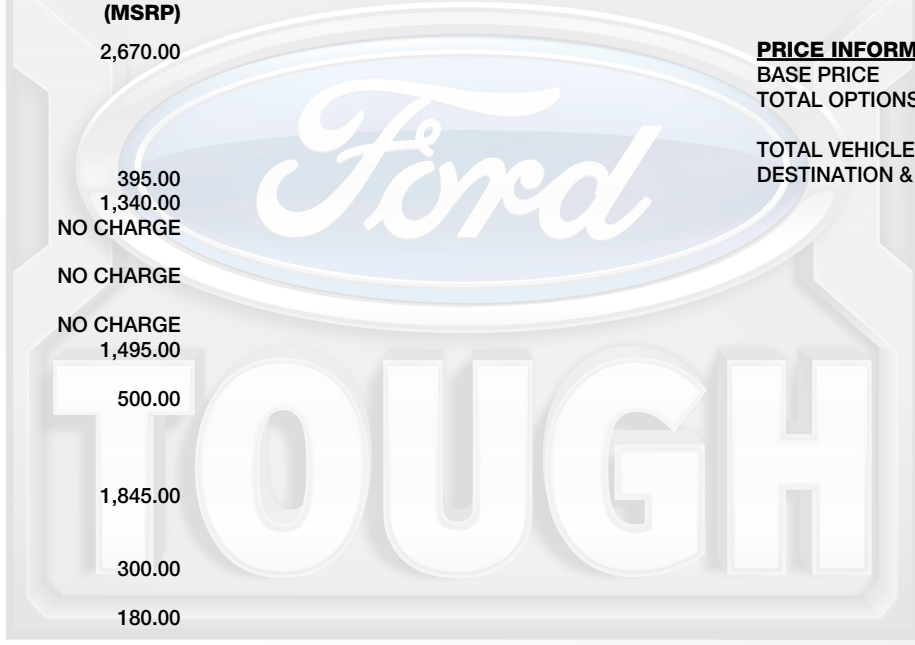 (MSRP)
2,670.00
395.00
1,340.00
NO CHARGE
NO CHARGE
NO CHARGE
1,495.00
500.00
1,845.00
300.00
180.00
PRICE INFORM
BASE PRICE
TOTAL OPTIONS
TOTAL VEHICLE
DESTINATION &
Ford
TOUGH